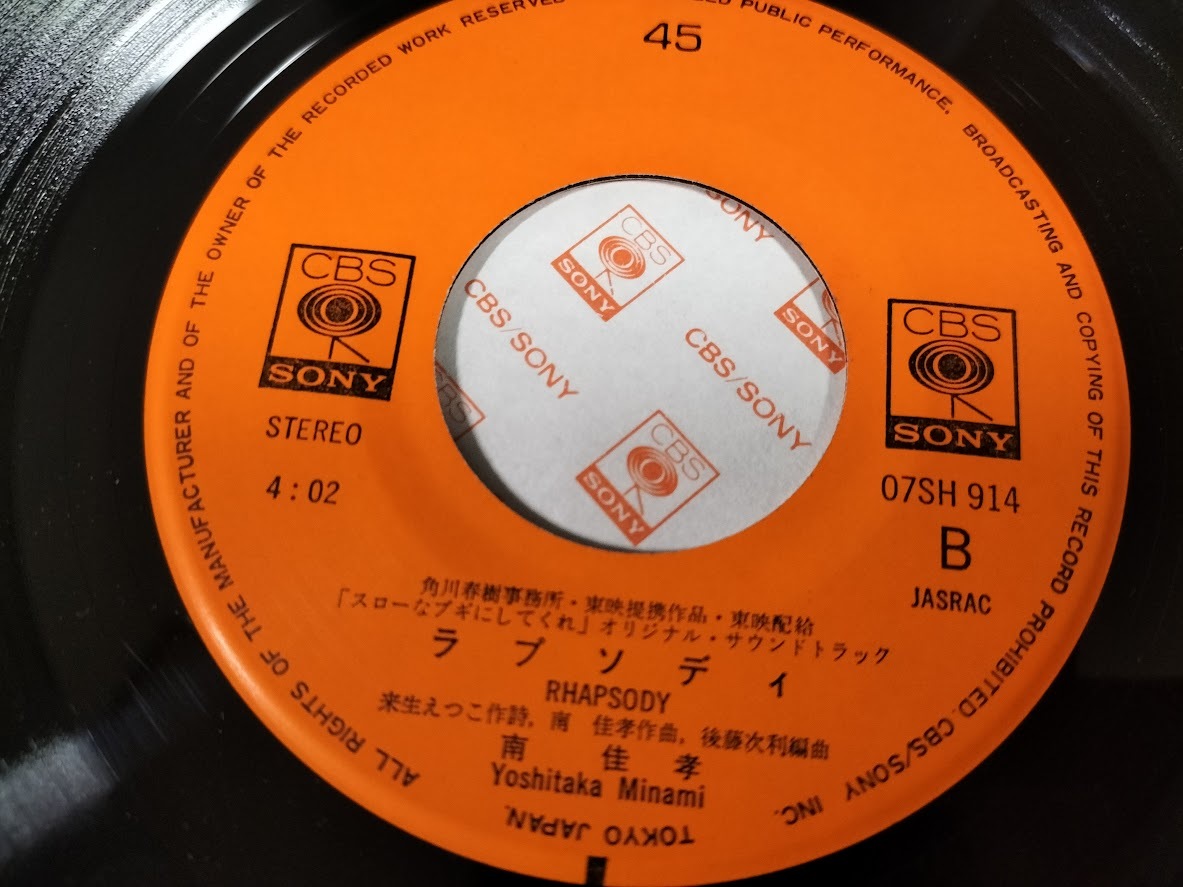 45
ALL RIGHTS OF THE MANUFACTURER AND OF THE OWNER OF THE RECORDED WORK RESERVED
PUBLIC PERFORMANCE, BROADCASTING AND COPYING OF THIS RECORD PROHIBITED. CBS/SONY INC.
TOKYO JAPAN.
CBS
SONY
STEREO
4:02
CBS
SONY
07SH 914
B
JASRAC
角川春樹事務所・東映提携作品・東映配給
「スローなブギにしてくれ」オリジナル・サウンドトラック
ラプソディ
RHAPSODY
来生えつこ作詩, 南 佳孝作曲, 後藤次利編曲
南 佳孝
Yoshitaka Minami
SONY
CBS
SONY
CBS/SONY
CBS/SONY
SONY
CBS
CBS
SONY